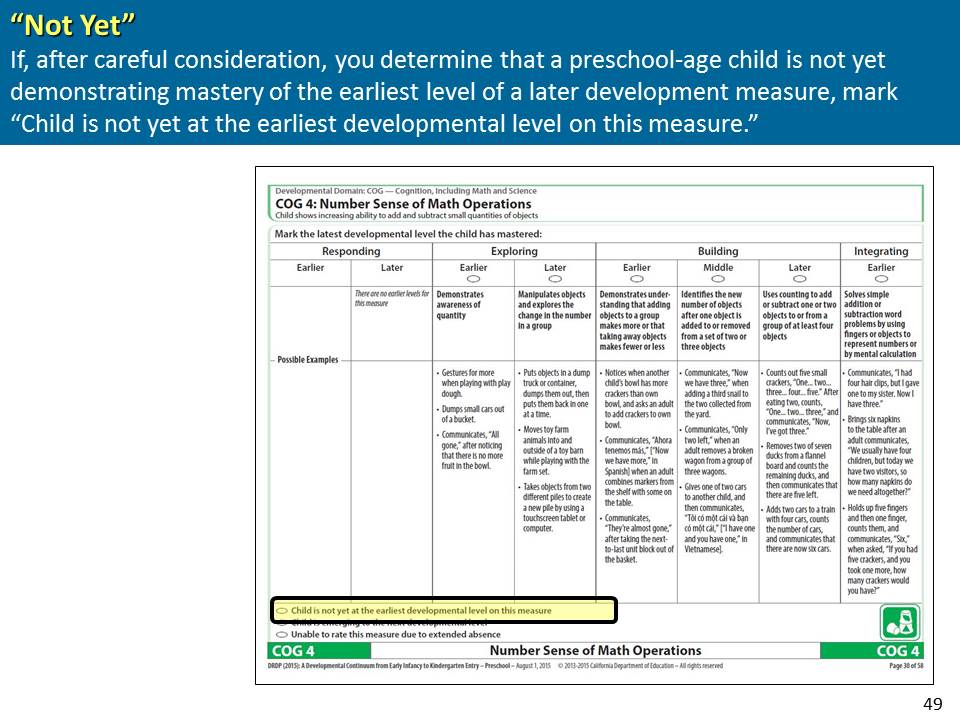 “Not Yet”
If, after careful consideration, you determine that a preschool-age child is not yet
demonstrating mastery of the earliest level of a later development measure, mark
“Child is not yet at the earliest developmental level on this measure.”
Developmental Domain: COG — Cognition, Including Math and Science
COG 4: Number Sense of Math Operations
Child shows increasing ability to add and subtract small quantities of objects
Mark the latest developmental level the child has mastered:
Responding Exploring Building Integrating
Earlier Later Earlier Later Earlier Middle Later Earlier
There are no earlier levels for
this measure
Demonstrates
awareness of
quantity
Manipulates objects
and explores the
change in the number
in a group
Demonstrates under-
standing that adding
objects to a group
makes more or that
taking away objects
makes fewer or less
Identifies the new
number of objects
after one object is
added to or removed
from a set of two or
three objects
Uses counting to add
or subtract one or two
objects to or from a
group of at least four
objects
Solves simple
addition or
subtraction word
problems by using
fingers or objects to
represent numbers or
by mental calculation
Possible Examples
• Gestures for more
when playing with play
dough.
• Dumps small cars out
of a bucket.
• Communicates, “All
gone,” after noticing
that there is no more
fruit in the bowl.
• Puts objects in a dump
truck or container,
dumps them out, then
puts them back in one
at a time.
• Moves toy farm
animals into and
outside of a toy barn
while playing with the
farm set.
• Takes objects from two
different piles to create
a new pile by using a
touchscreen tablet or
computer.
• Notices when another
child’s bowl has more
crackers than own
bowl, and asks an adult
to add crackers to own
bowl.
• Communicates, “Ahora
tenemos más,” [“Now
we have more,” in
Spanish] when an adult
combines markers from
the shelf with some on
the table.
• Communicates,
“They’re almost gone,”
after taking the next-
to-last unit block out of
the basket.
• Communicates, “Now
we have three,” when
adding a third snail to
the two collected from
the yard.
• Communicates, “Only
two left,” when an
adult removes a broken
wagon from a group of
three wagons.
• Gives one of two cars
to another child, and
then communicates,
“Tôi có một cái và bạn
có một cái,” [“I have one
and you have one,” in
Vietnamese].
• Counts out five small
crackers, “One... two...
three... four... five.” After
eating two, counts,
“One... two... three,” and
communicates, “Now,
I’ve got three.”
• Removes two of seven
ducks from a flannel
board and counts the
remaining ducks, and
then communicates that
there are five left.
• Adds two cars to a train
with four cars, counts
the number of cars,
and communicates that
there are now six cars.
• Communicates, “I had
four hair clips, but I gave
one to my sister. Now I
have three.”
• Brings six napkins
to the table after an
adult communicates,
“We usually have four
children, but today we
have two visitors, so
how many napkins do
we need altogether?”
• Holds up five fingers
and then one finger,
counts them, and
communicates, “Six,”
when asked, “If you had
five crackers, and you
took one more, how
many crackers would
you have?”
Child is not yet at the earliest developmental level on this measure
Child is emerging to the next developmental level
Unable to rate this measure due to extended absence
COG 4 Number Sense of Math Operations COG 4
DRDP (2015): A Developmental Continuum from Early Infancy to Kindergarten Entry – Preschool – August 1, 2015 © 2013-2015 California Department of Education – All rights reserved Page 30 of 58
49